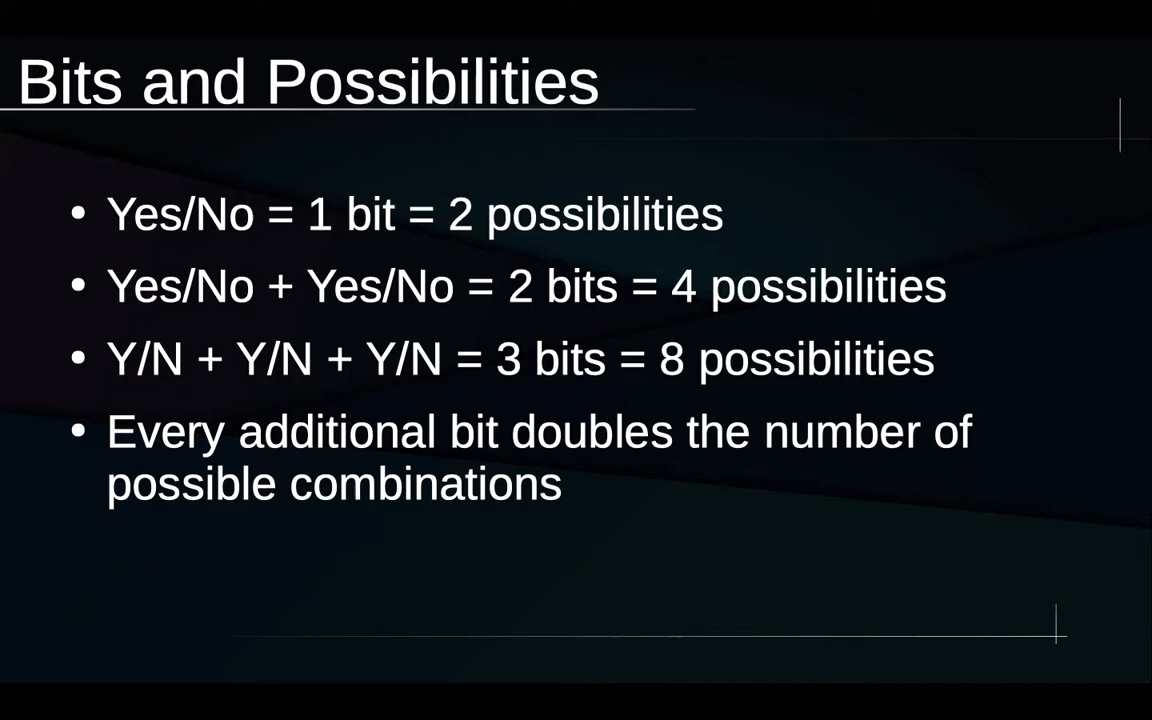 Bits and Possibilities
• Yes/No = 1 bit = 2 possibilities
• Yes/No + Yes/No = 2 bits = 4 possibilities
• Y/N + Y/N + Y/N = 3 bits = 8 possibilities
• Every additional bit doubles the number of
possible combinations